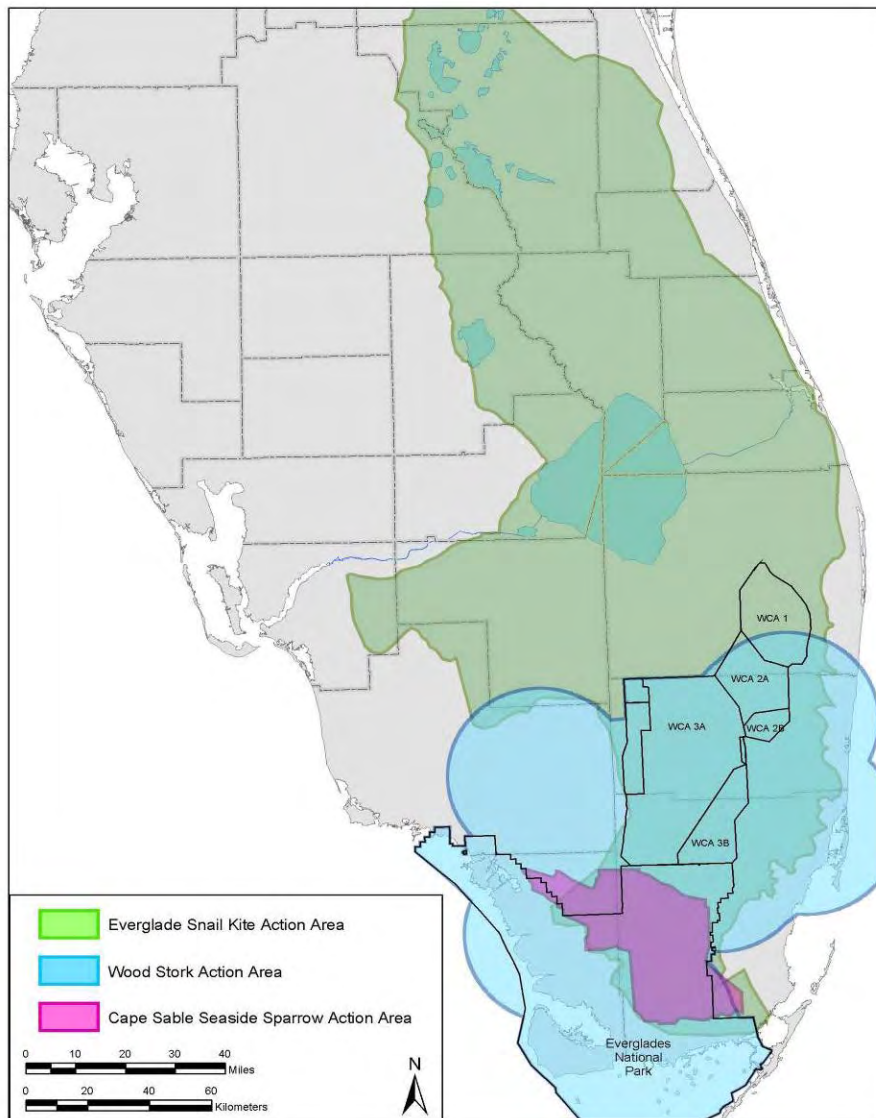 WCA 1
WCA 2A
WCA 2B
WCA 3A
WCA 3B
Everglades
National
Park
Everglade Snail Kite Action Area
Wood Stork Action Area
Cape Sable Seaside Sparrow Action Area
0 10 20 30 40
Miles
0 20 40 60
Kilometers
N